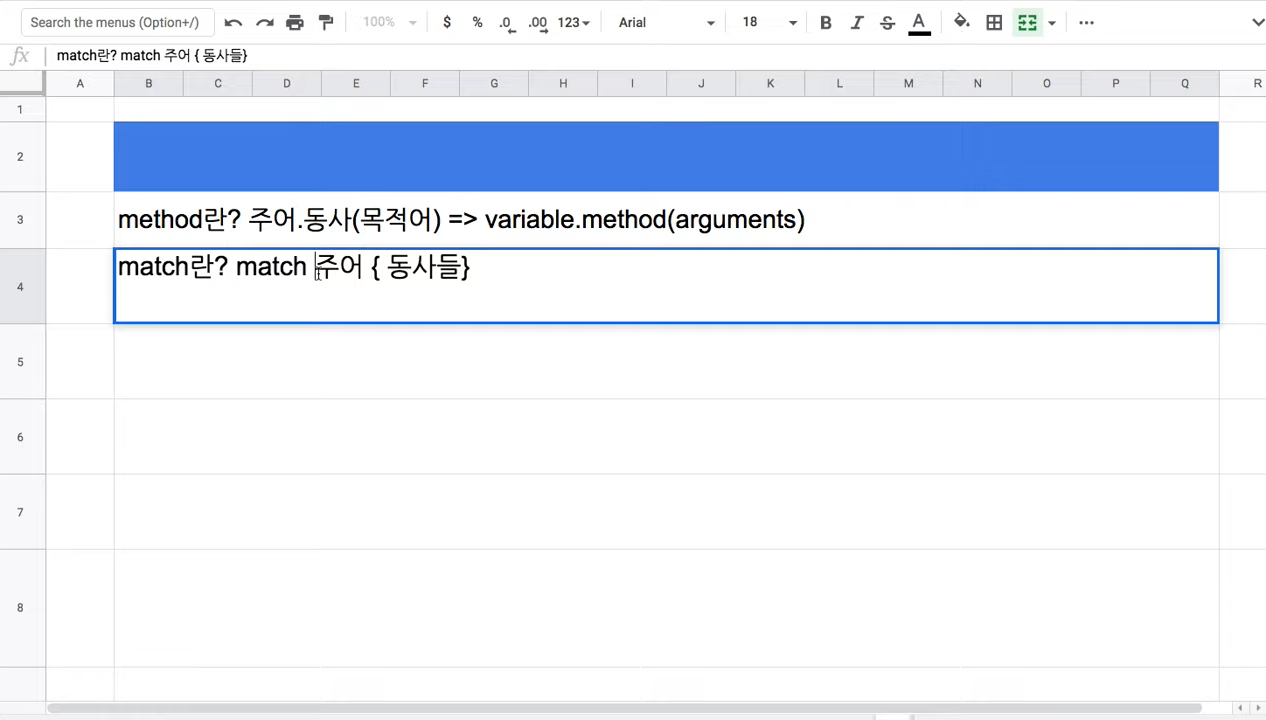 Search the menus (Option+/) 100% $ % .0 .00 123 Arial 18 B I S A
fx match란? match 주어 { 동사들}
A B C D E F G H I J K L M N O P Q R
1
2
3 method란? 주어.동사(목적어) => variable.method(arguments)
4 match란? match 주어 { 동사들}
5
6
7
8